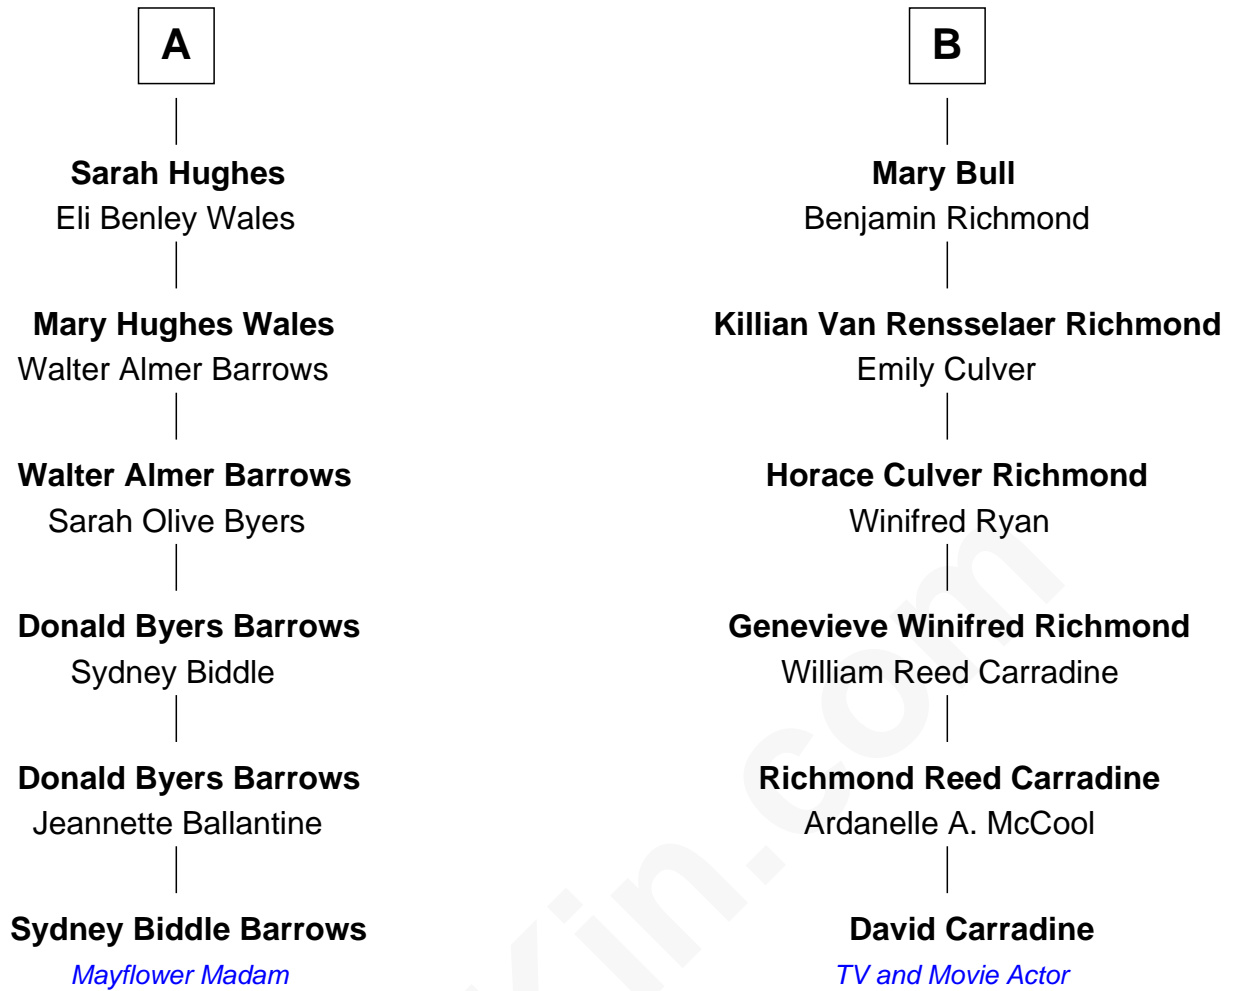 A
B
Sarah Hughes
Eli Benley Wales
Mary Bull
Benjamin Richmond
Mary Hughes Wales
Walter Almer Barrows
Killian Van Rensselaer Richmond
Emily Culver
Walter Almer Barrows
Sarah Olive Byers
Horace Culver Richmond
Winifred Ryan
Donald Byers Barrows
Sydney Biddle
Genevieve Winifred Richmond
William Reed Carradine
Donald Byers Barrows
Jeannette Ballantine
Richmond Reed Carradine
Ardanelle A. McCool
Sydney Biddle Barrows
Mayflower Madam
David Carradine
TV and Movie Actor
Kin.com